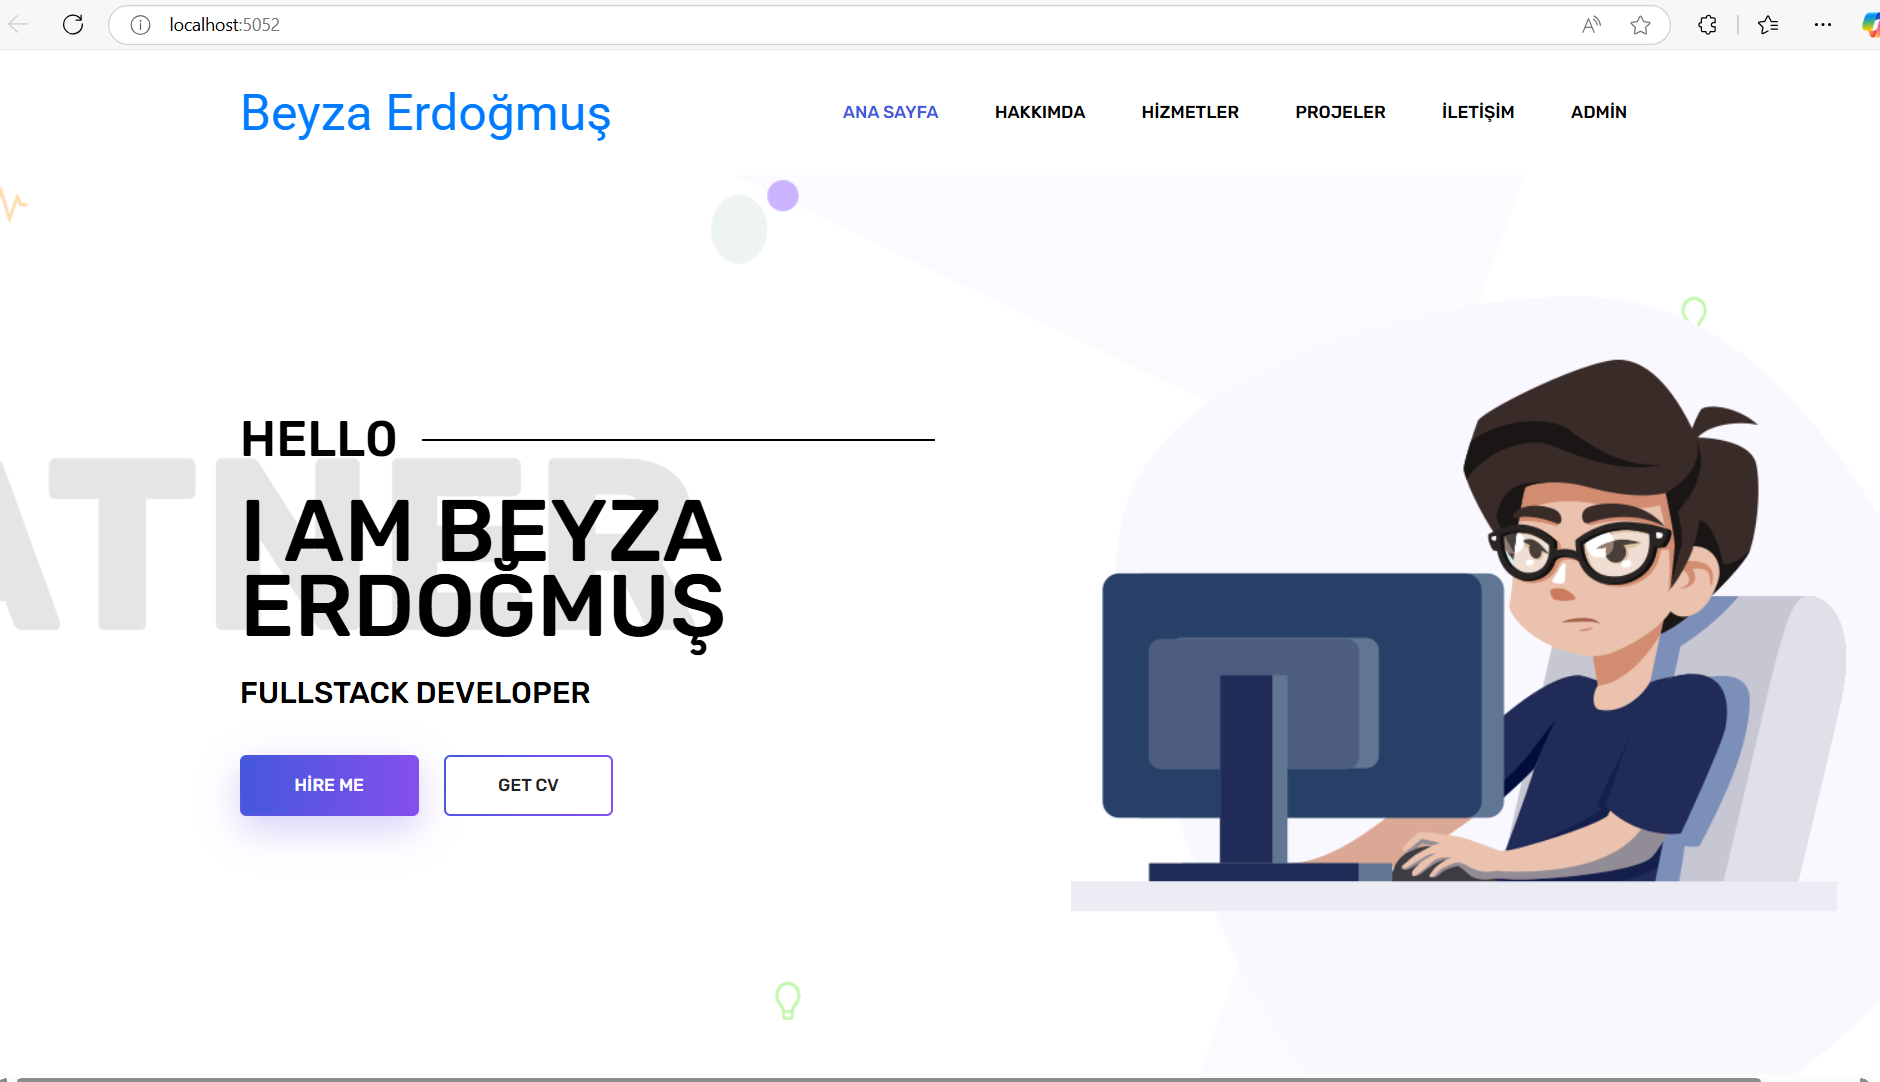 localhost:5052
Beyza Erdoğmuş
ANA SAYFA
HAKKIMDA
HİZMETLER
PROJELER
İLETİŞİM
ADMİN
ATNER
HELLO
I AM BEYZA
ERDOĞMUŞ
FULLSTACK DEVELOPER
HİRE ME
GET CV